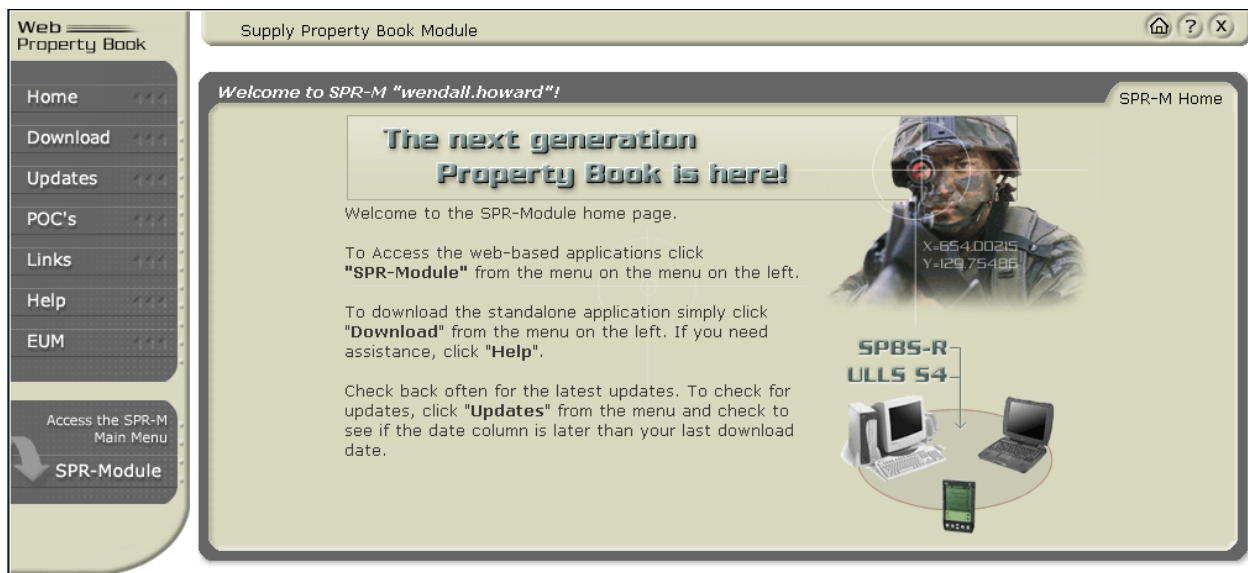 Web
Property Book
Home
Download
Updates
POC's
Links
Help
EUM
Access the SPR-M
Main Menu
SPR-Module
Supply Property Book Module
? X
Welcome to SPR-M "wendall.howard"!
SPR-M Home
The next generation
Property Book is here!
Welcome to the SPR-Module home page.
To Access the web-based applications click
"SPR-Module" from the menu on the menu on the left.
To download the standalone application simply click
"Download" from the menu on the left. If you need
assistance, click "Help".
Check back often for the latest updates. To check for
updates, click "Updates" from the menu and check to
see if the date column is later than your last download
date.
X=654,00215
Y=129,75486
SPBS-R
ULLS S4